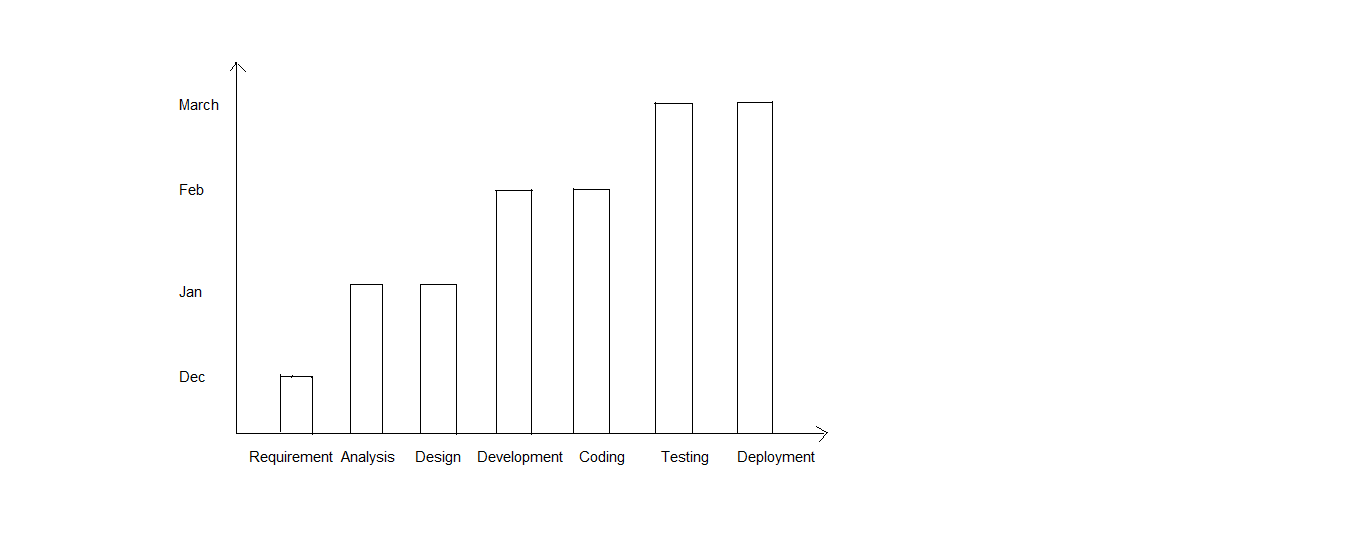 March
Feb
Jan
Dec
Requirement Analysis Design Development Coding Testing Deployment